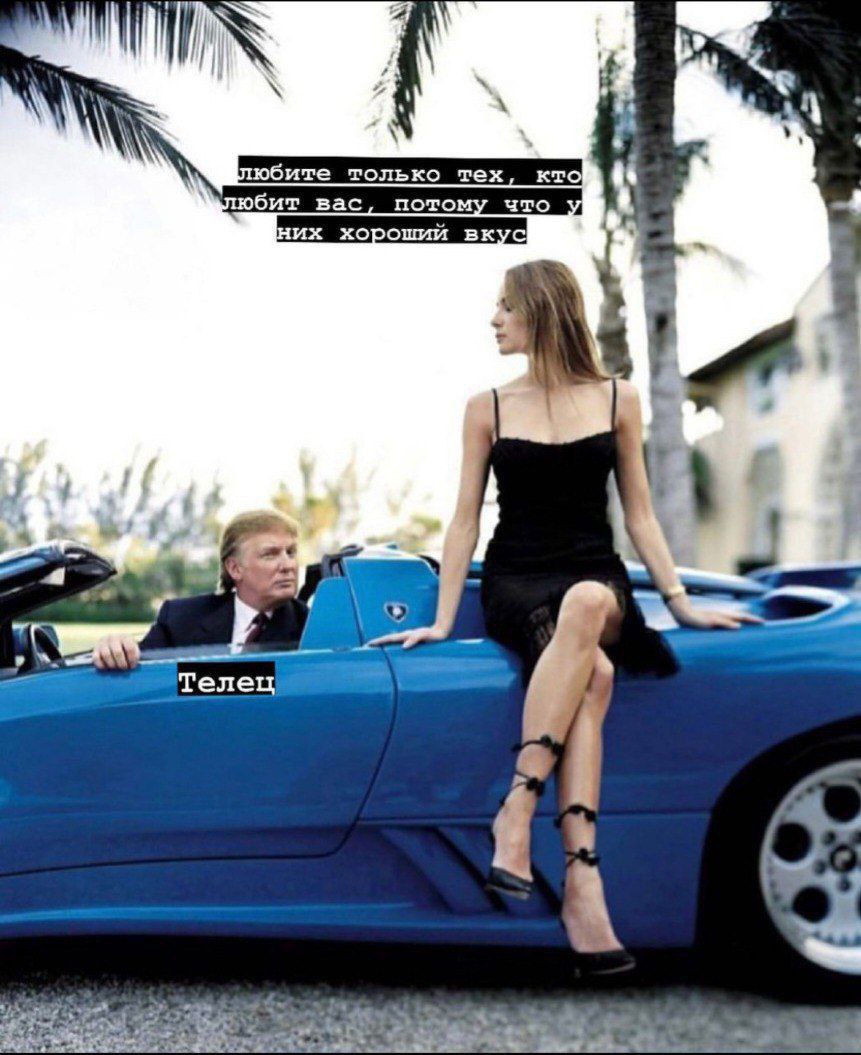 любите только тех, кто
любит вас, потому что у
них хороший вкус
Телец